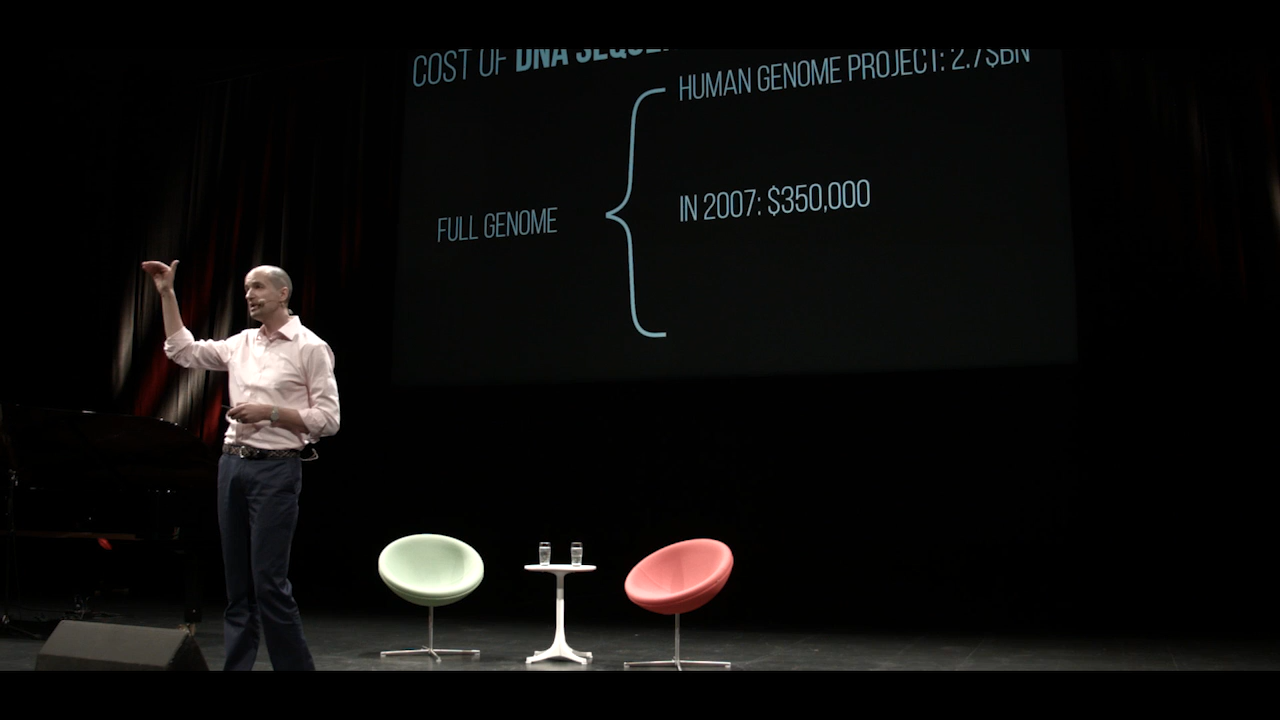 COST OF DNA
HUMAN GENOME PROJECT: 2.7$BN
FULL GENOME
IN 2007: $350,000